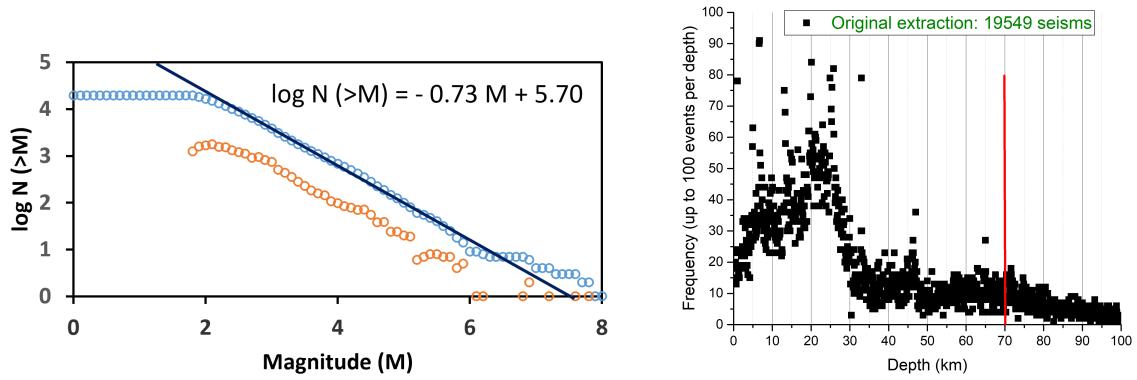 log N (>M) = - 0.73 M + 5.70
log N (>M)
5
4
3
2
1
0
0 2 4 6 8
Magnitude (M)
Original extraction: 19549 seisms
Frequency (up to 100 events per depth)
100
90
80
70
60
50
40
30
20
10
0
0 10 20 30 40 50 60 70 80 90 100
Depth (km)